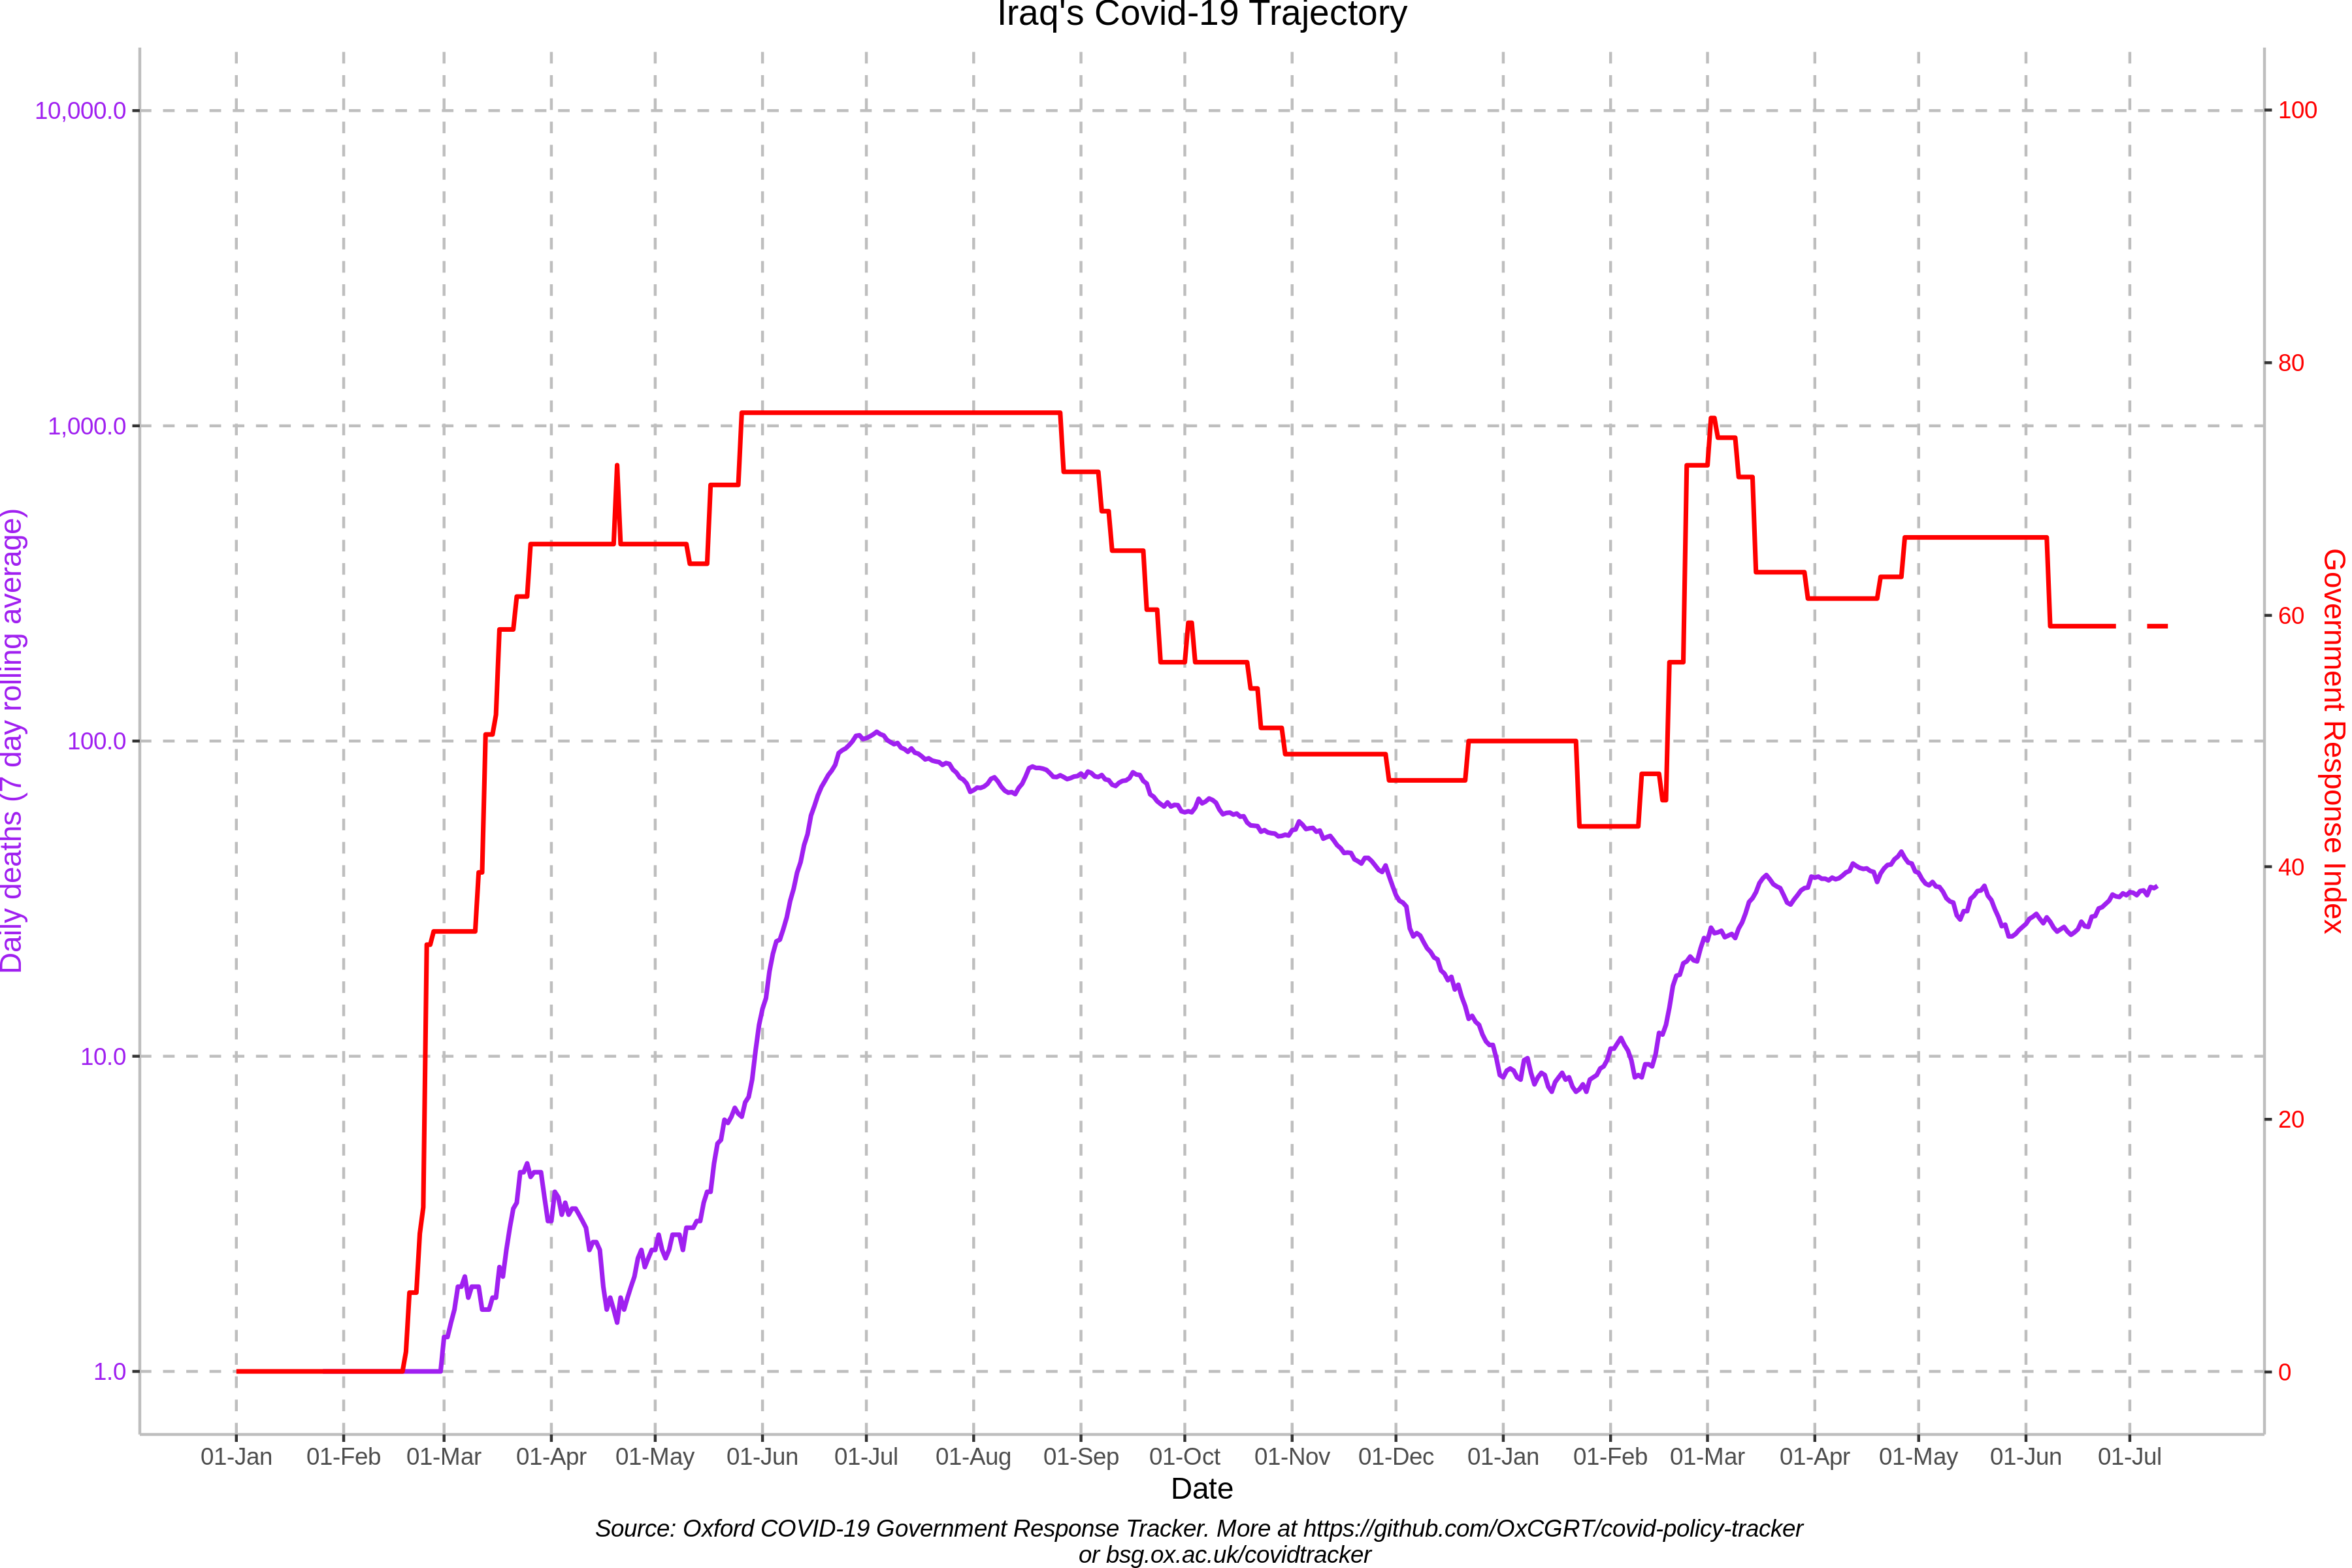 Iraq's Covid-19 Trajectory
10,000.0
1,000.0
100.0
10.0
1.0
Daily deaths (7 day rolling average)
100
80
60
40
20
0
Government Response Index
01-Jan 01-Feb 01-Mar 01-Apr 01-May 01-Jun 01-Jul 01-Aug 01-Sep 01-Oct 01-Nov 01-Dec 01-Jan 01-Feb 01-Mar 01-Apr 01-May 01-Jun 01-Jul
Date
Source: Oxford COVID-19 Government Response Tracker. More at https://github.com/OxCGRT/covid-policy-tracker
or bsg.ox.ac.uk/covidtracker